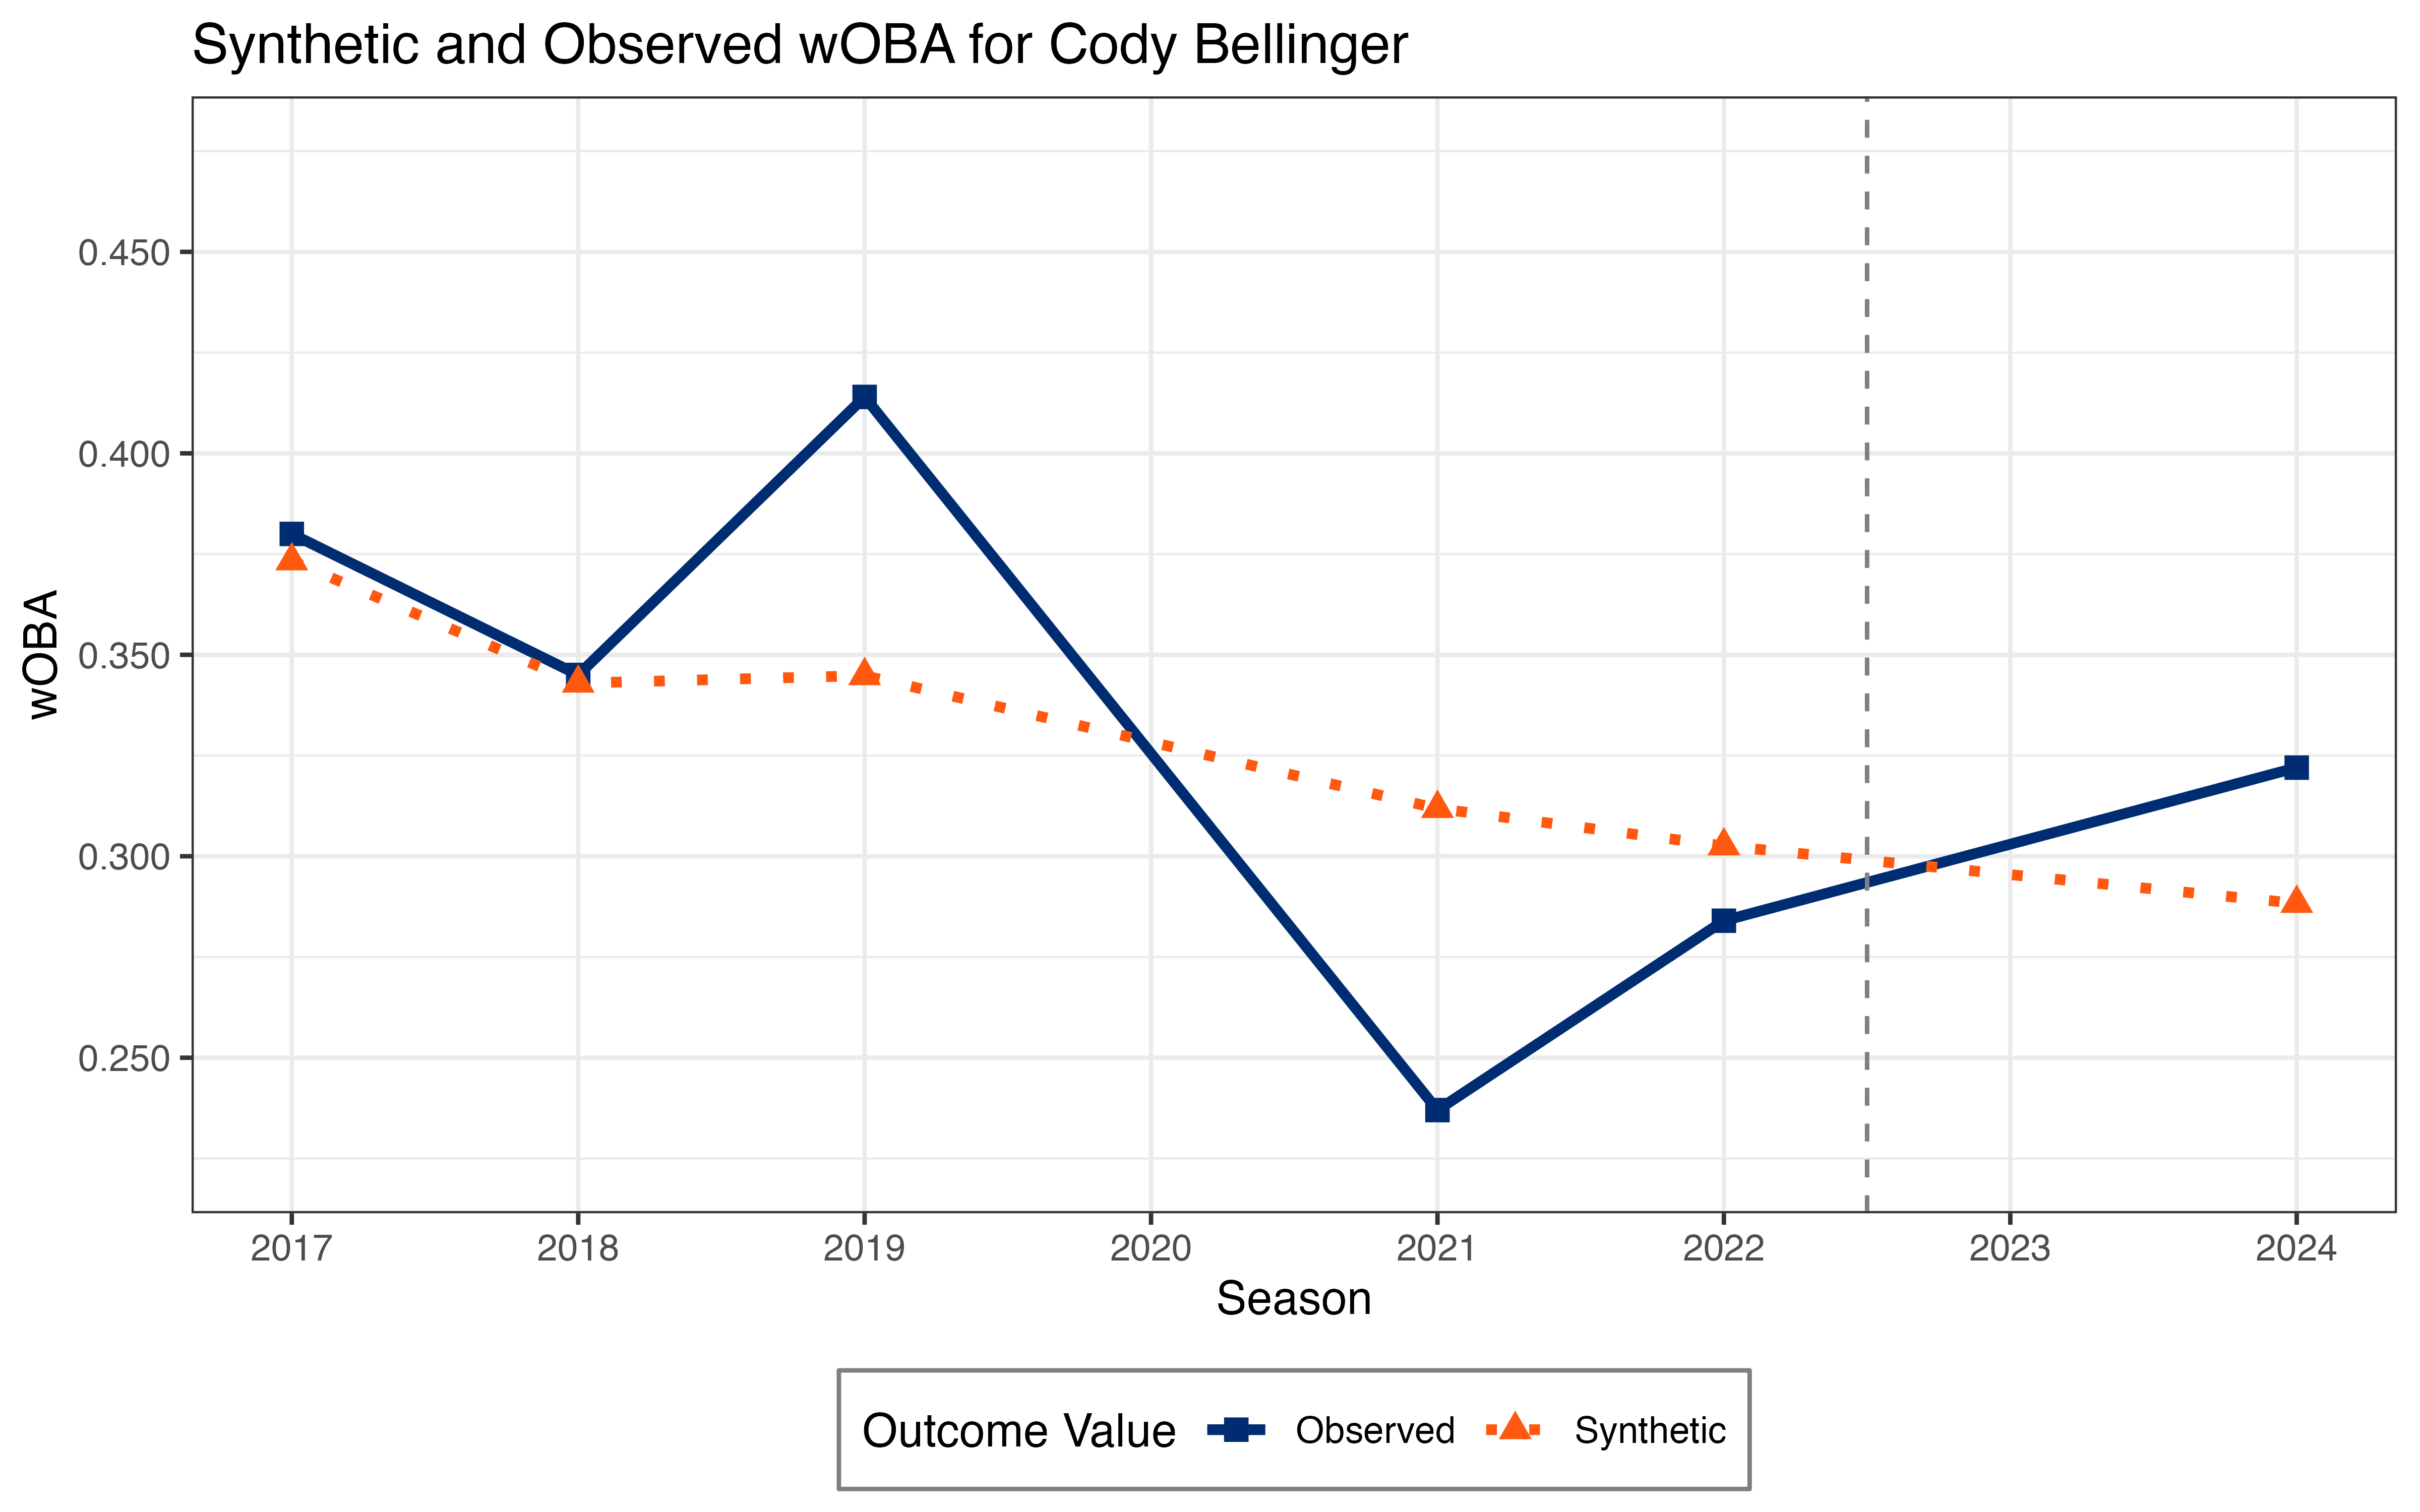 Synthetic and Observed wOBA for Cody Bellinger
wOBA
0.450
0.400
0.350
0.300
0.250
2017 2018 2019 2020 2021 2022 2023 2024
Season
Outcome Value Observed Synthetic